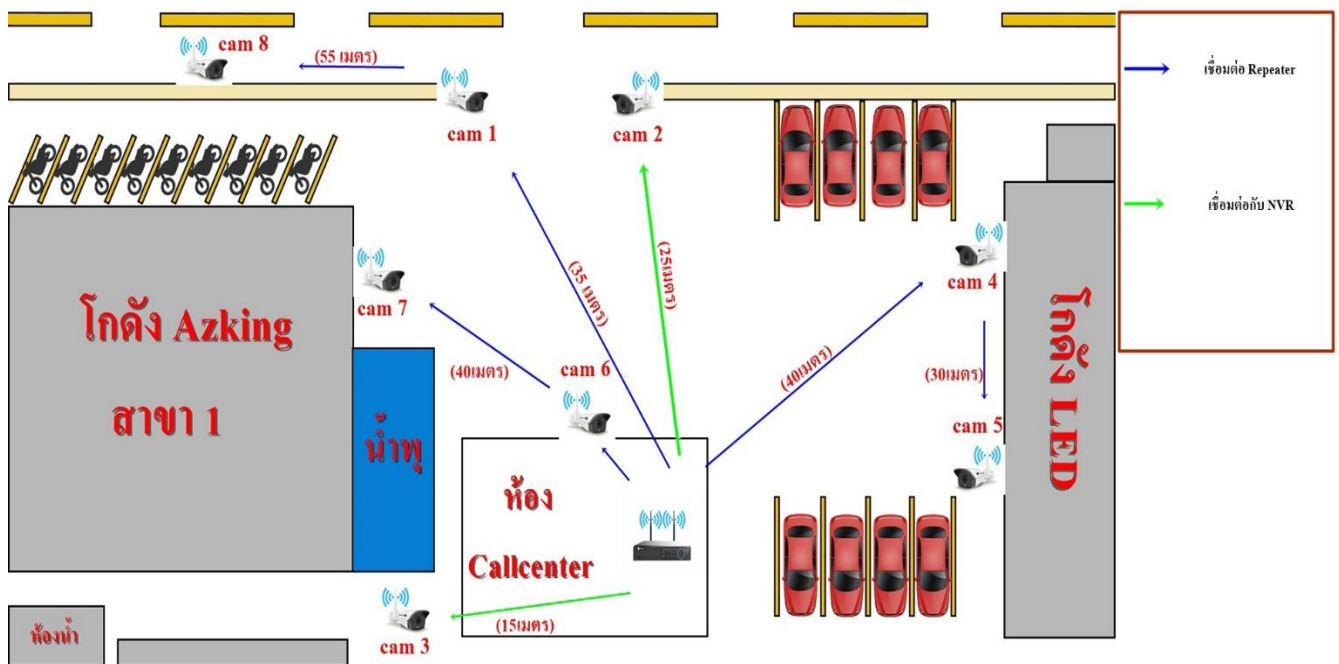 cam 8
(55 เมตร)
cam 1
cam 2
เชื่อมต่อ Repeater
เชื่อมต่อกับ NVR
(35 เมตร)
(25เมตร)
cam 4
cam 7
โกดัง Azking
สาขา 1
น้ำพุ
(40เมตร)
cam 6
(40เมตร)
(30เมตร)
cam 5
โกดัง LED
ห้อง
Callcenter
(15เมตร)
cam 3
ห้องน้ำ